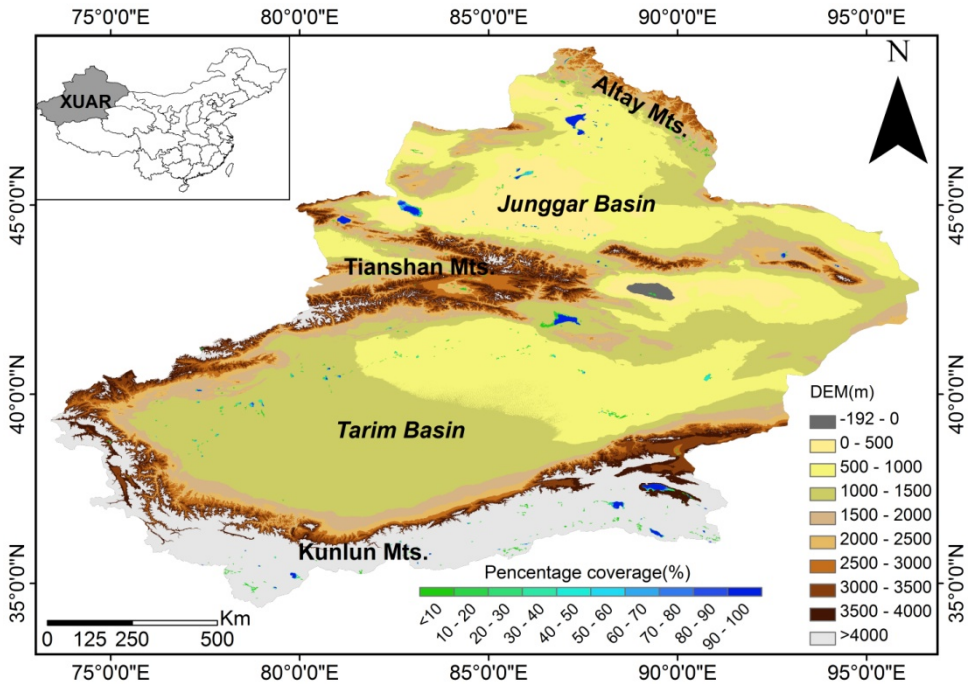 75°0'0"E 80°0'0"E 85°0'0"E 90°0'0"E 95°0'0"E
XUAR
N
Altay Mts.
45°0'0"N
Junggar Basin
45°0'0"N
Tianshan Mts.
40°0'0"N
40°0'0"N
Tarim Basin
Kunlun Mts.
35°0'0"N
35°0'0"N
DEM(m)
-192 - 0
0 - 500
500 - 1000
1000 - 1500
1500 - 2000
2000 - 2500
2500 - 3000
3000 - 3500
3500 - 4000
>4000
Pencentage coverage(%)
<10 10 - 20 20 - 30 30 - 40 40 - 50 50 - 60 60 - 70 70 - 80 80 - 90 90 - 100
Km
0 125 250 500
75°0'0"E 80°0'0"E 85°0'0"E 90°0'0"E 95°0'0"E